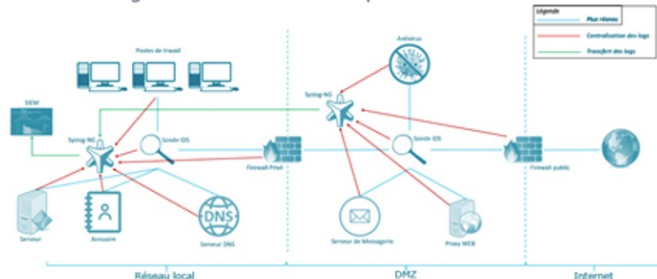 Légende
Flux réseau
Centralisation des logs
Transfert des logs
Antivirus
Postes de travail
Syslog-NG
SIEM
Syslog-NG
Sonde IDS
Sonde IDS
Firewall Privé
Firewall public
DNS
Serveur
Annuaire
Serveur DNS
Serveur de Messagerie
Proxy WEB
Réseau local
DMZ
Internet